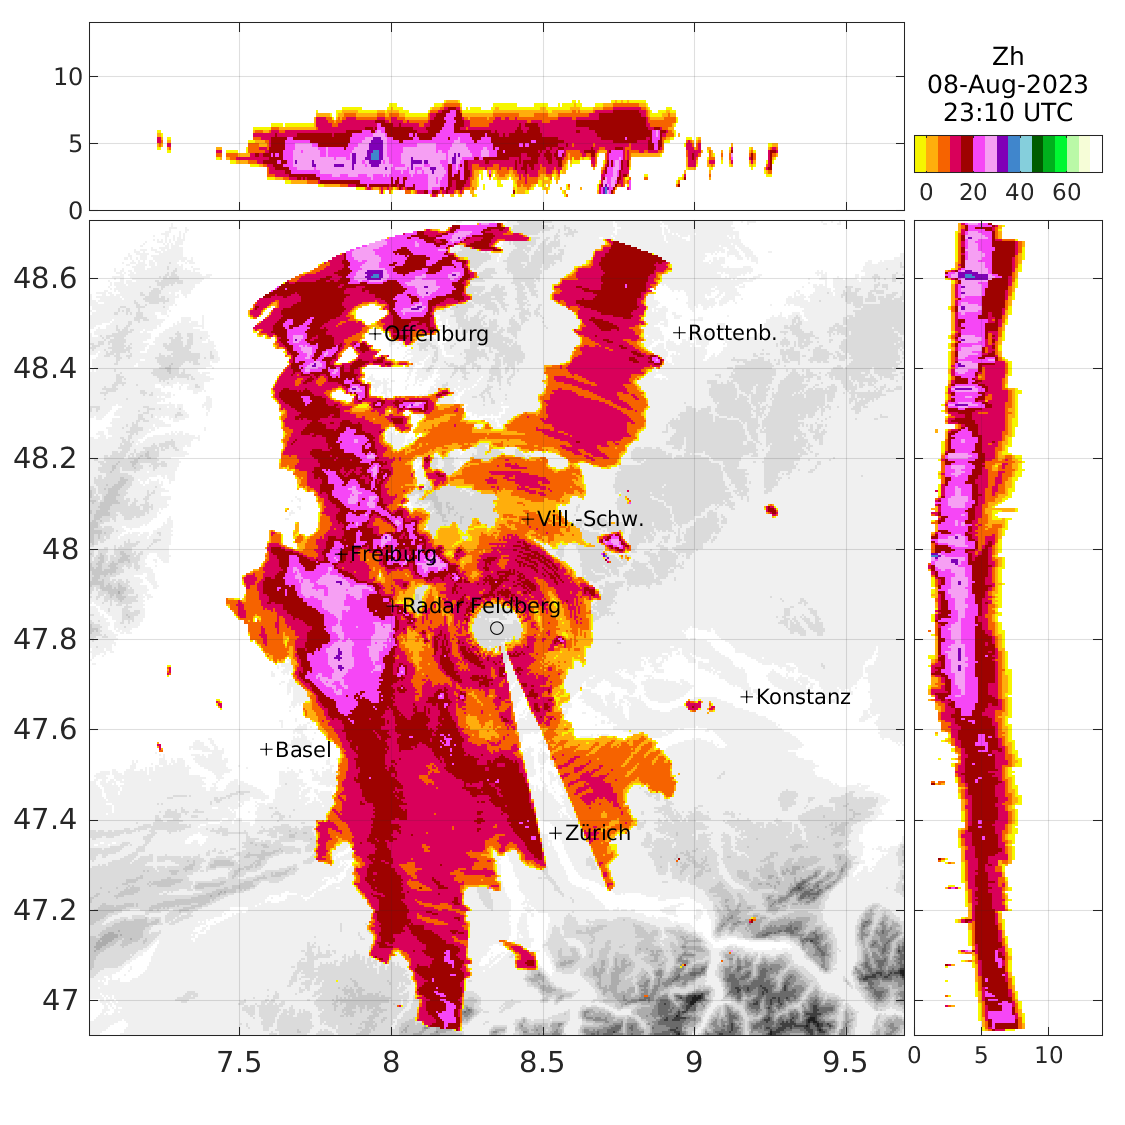 Zh
08-Aug-2023
23:10 UTC
0 20 40 60
10
5
0
48.6
48.4
48.2
48
47.8
47.6
47.4
47.2
47
+Offenburg
+Rottenb.
+Vill.-Schw.
+Freiburg
+Radar Feldberg
+Konstanz
+Basel
+Zürich
7.5 8 8.5 9 9.5
0 5 10